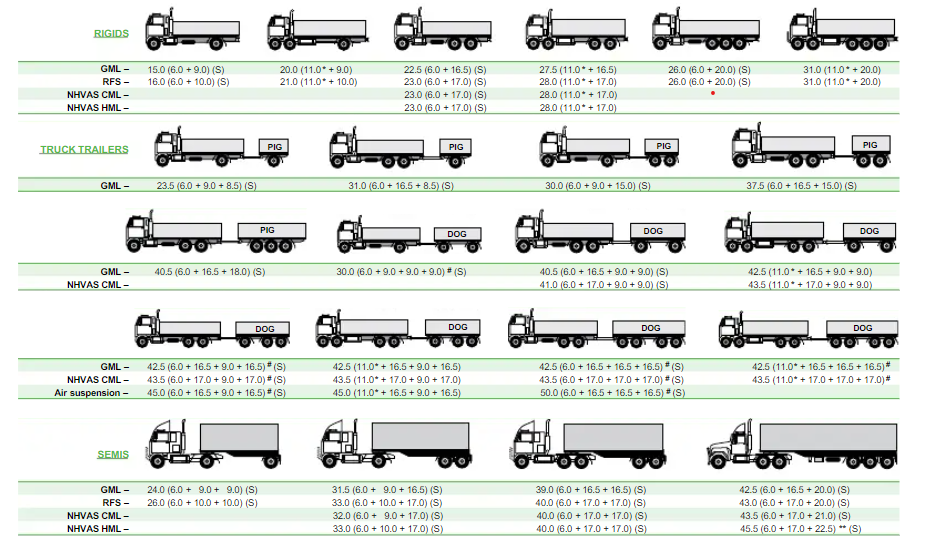 RIGIDS
GML – 15.0 (6.0 + 9.0) (S) 20.0 (11.0* + 9.0) 22.5 (6.0 + 16.5) (S) 27.5 (11.0* + 16.5) 26.0 (6.0 + 20.0) (S) 31.0 (11.0* + 20.0)
RFS – 16.0 (6.0 + 10.0) (S) 21.0 (11.0* + 10.0) 23.0 (6.0 + 17.0) (S) 28.0 (11.0* + 17.0) 26.0 (6.0 + 20.0) (S) 31.0 (11.0* + 20.0)
NHVAS CML – 23.0 (6.0 + 17.0) (S) 28.0 (11.0* + 17.0)
NHVAS HML – 23.0 (6.0 + 17.0) (S) 28.0 (11.0* + 17.0)
TRUCK TRAILERS PIG PIG PIG PIG
GML – 23.5 (6.0 + 9.0 + 8.5) (S) 31.0 (6.0 + 16.5 + 8.5) (S) 30.0 (6.0 + 9.0 + 15.0) (S) 37.5 (6.0 + 16.5 + 15.0) (S)
PIG DOG DOG DOG
GML – 40.5 (6.0 + 16.5 + 18.0) (S) 30.0 (6.0 + 9.0 + 9.0 + 9.0) # (S) 40.5 (6.0 + 16.5 + 9.0 + 9.0) (S) 42.5 (11.0* + 16.5 + 9.0 + 9.0)
NHVAS CML – 41.0 (6.0 + 17.0 + 9.0 + 9.0) (S) 43.5 (11.0* + 17.0 + 9.0 + 9.0)
DOG DOG DOG DOG
GML – 42.5 (6.0 + 16.5 + 9.0 + 16.5) # (S) 42.5 (11.0* + 16.5 + 9.0 + 16.5) 42.5 (6.0 + 16.5 + 16.5 + 16.5) # (S) 42.5 (11.0* + 16.5 + 16.5 + 16.5) #
NHVAS CML – 43.5 (6.0 + 17.0 + 9.0 + 17.0) # (S) 43.5 (11.0* + 17.0 + 9.0 + 17.0) 43.5 (6.0 + 17.0 + 17.0 + 17.0) # (S) 43.5 (11.0* + 17.0 + 17.0 + 17.0) #
Air suspension – 45.0 (6.0 + 16.5 + 9.0 + 16.5) # (S) 45.0 (11.0* + 16.5 + 9.0 + 16.5) 50.0 (6.0 + 16.5 + 16.5 + 16.5) # (S)
SEMIS
GML – 24.0 (6.0 + 9.0 + 9.0) (S) 31.5 (6.0 + 9.0 + 16.5) (S) 39.0 (6.0 + 16.5 + 16.5) (S) 42.5 (6.0 + 16.5 + 20.0) (S)
RFS – 26.0 (6.0 + 10.0 + 10.0) (S) 33.0 (6.0 + 10.0 + 17.0) (S) 40.0 (6.0 + 17.0 + 17.0) (S) 43.0 (6.0 + 17.0 + 20.0) (S)
NHVAS CML – 32.0 (6.0 + 9.0 + 17.0) (S) 40.0 (6.0 + 17.0 + 17.0) (S) 43.5 (6.0 + 17.0 + 21.0) (S)
NHVAS HML – 33.0 (6.0 + 10.0 + 17.0) (S) 40.0 (6.0 + 17.0 + 17.0) (S) 45.5 (6.0 + 17.0 + 22.5) ** (S)